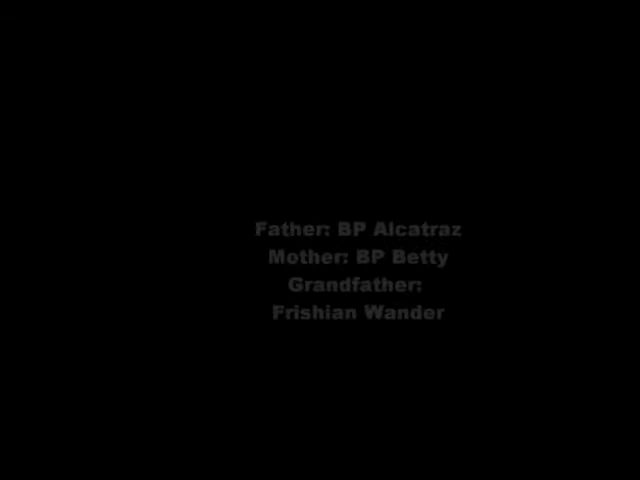 Father: BP Alcatraz
Mother: BP Betty
Grandfather:
Frishian Wander